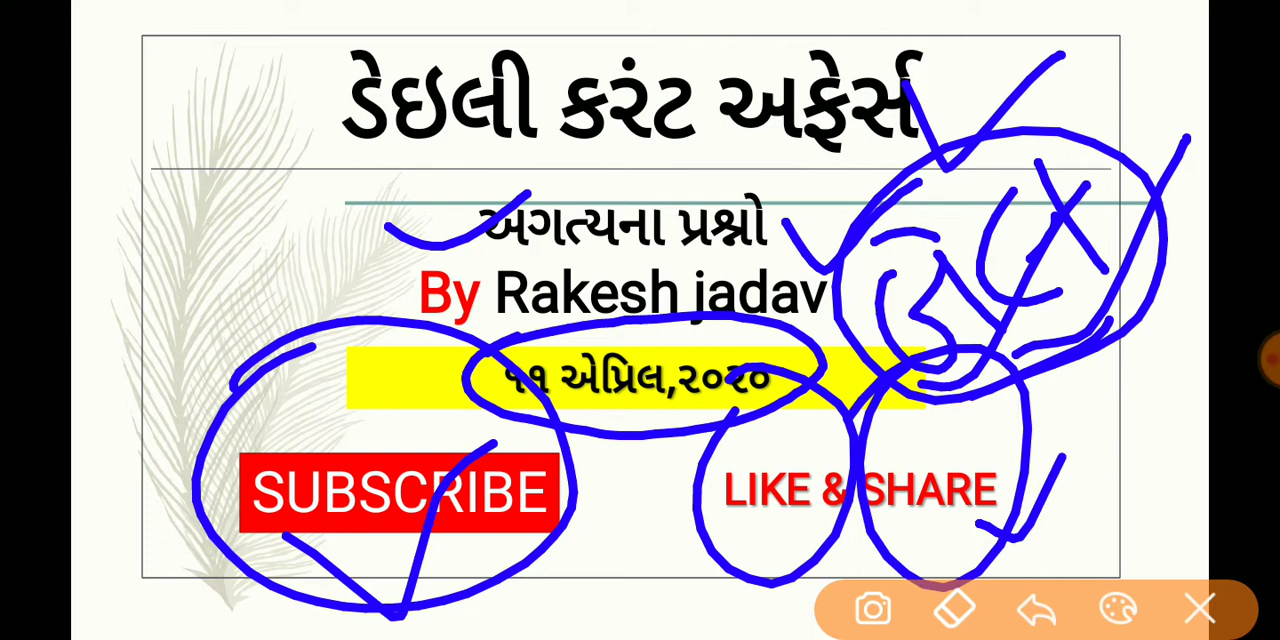 ડેઇલી કરંટ અફેર્સ
અગત્યના પ્રશ્નો
By Rakesh jadav
૧૧ એપ્રિલ,૨૦૨૦
SUBSCRIBE
LIKE & SHARE